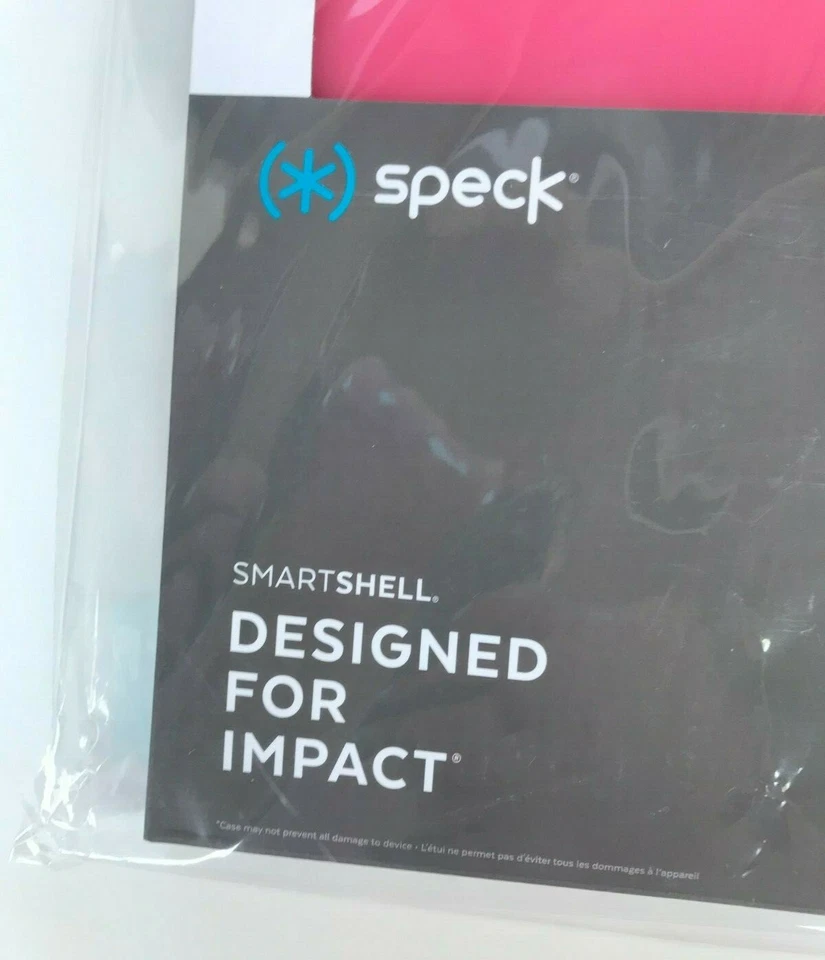 (*) speck®
SMARTSHELL®
DESIGNED
FOR
IMPACT®
*Case may not prevent all damage to device • L'étui ne permet pas d'éviter tous les dommages à l'appareil